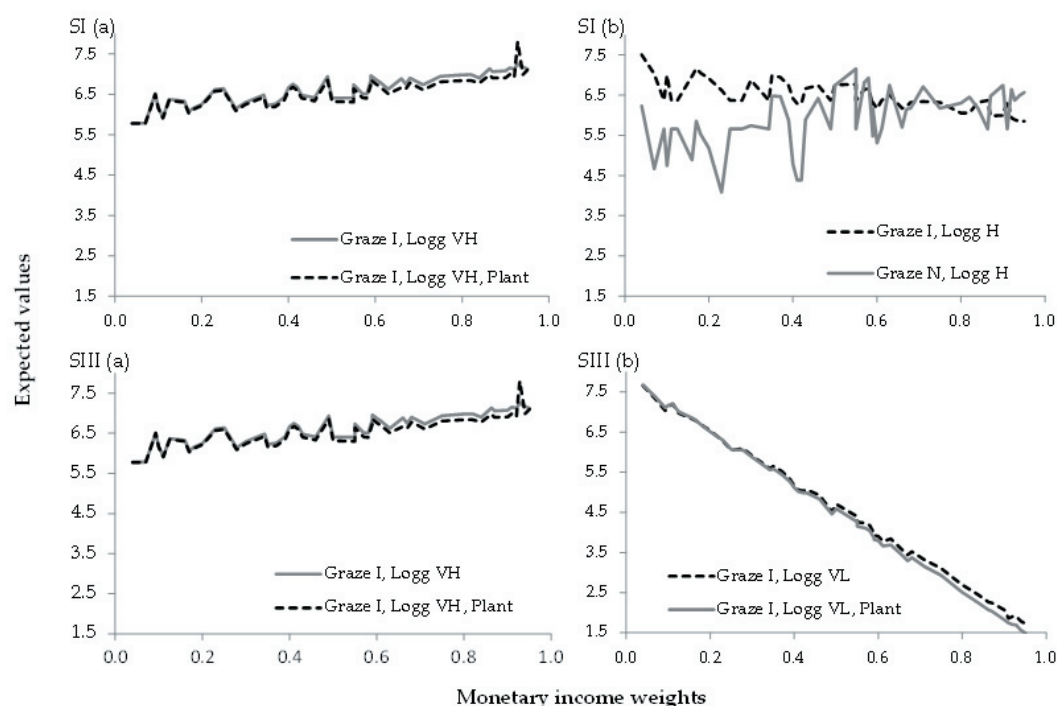 SI (a)
7.5
6.5
5.5
4.5
3.5
2.5
1.5
0.0 0.2 0.4 0.6 0.8 1.0
Graze I, Logg VH
Graze I, Logg VH, Plant
SI (b)
7.5
6.5
5.5
4.5
3.5
2.5
1.5
0.0 0.2 0.4 0.6 0.8 1.0
Graze I, Logg H
Graze N, Logg H
Expected values
SIII (a)
7.5
6.5
5.5
4.5
3.5
2.5
1.5
0.0 0.2 0.4 0.6 0.8 1.0
Graze I, Logg VH
Graze I, Logg VH, Plant
SIII (b)
7.5
6.5
5.5
4.5
3.5
2.5
1.5
0.0 0.2 0.4 0.6 0.8 1.0
Graze I, Logg VL
Graze I, Logg VL, Plant
Monetary income weights